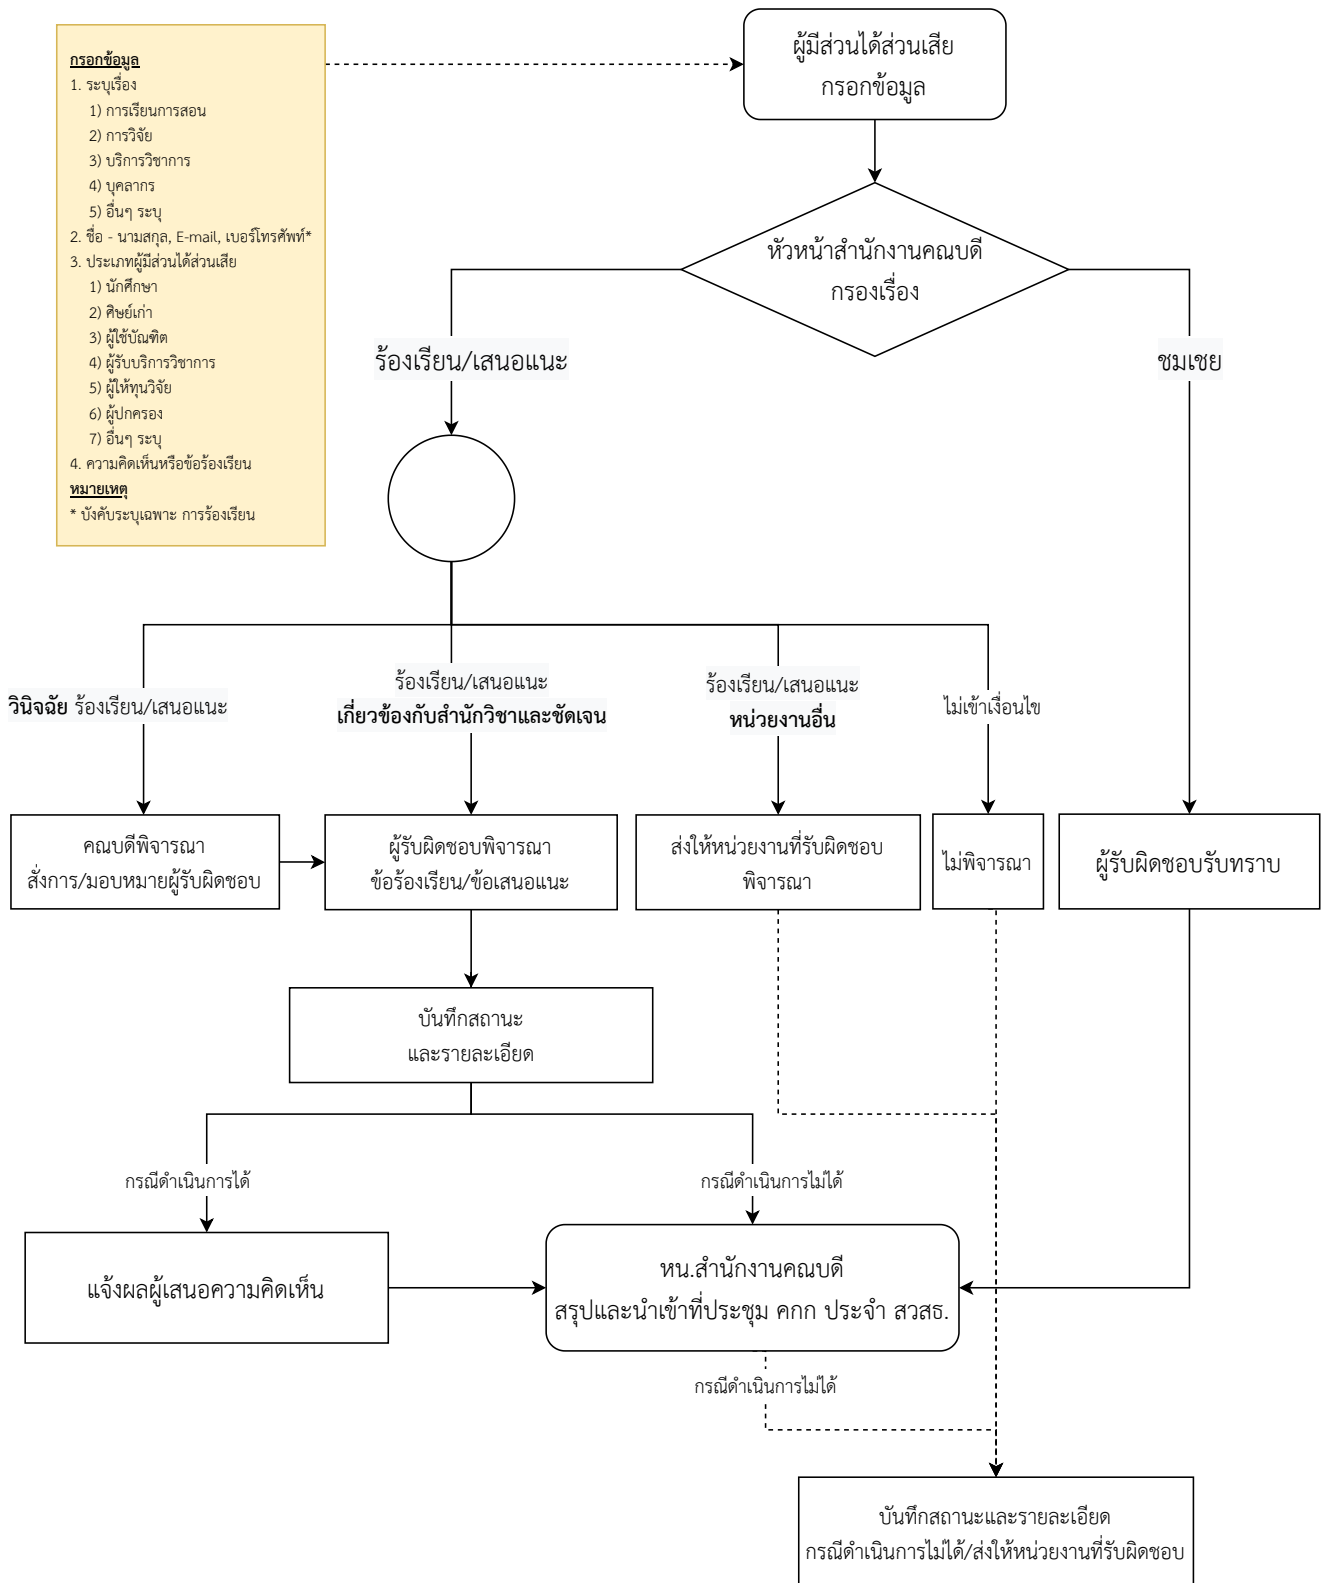 กรอกข้อมูล
1. ระบุเรื่อง
1) การเรียนการสอน
2) การวิจัย
3) บริการวิชาการ
4) บุคลากร
5) อื่นๆ ระบุ
2. ชื่อ - นามสกุล, E-mail, เบอร์โทรศัพท์*
3. ประเภทผู้มีส่วนได้ส่วนเสีย
1) นักศึกษา
2) ศิษย์เก่า
3) ผู้ใช้บัณฑิต
4) ผู้รับบริการวิชาการ
5) ผู้ให้ทุนวิจัย
6) ผู้ปกครอง
7) อื่นๆ ระบุ
4. ความคิดเห็นหรือข้อร้องเรียน
หมายเหตุ
* บังคับระบุเฉพาะ การร้องเรียน
ผู้มีส่วนได้ส่วนเสีย
กรอกข้อมูล
หัวหน้าสำนักงานคณบดี
กรองเรื่อง
ร้องเรียน/เสนอแนะ
ชมเชย
วินิจฉัย ร้องเรียน/เสนอแนะ
ร้องเรียน/เสนอแนะ
เกี่ยวข้องกับสำนักวิชาและชัดเจน
ร้องเรียน/เสนอแนะ
หน่วยงานอื่น
ไม่เข้าเงื่อนไข
คณบดีพิจารณา
สั่งการ/มอบหมายผู้รับผิดชอบ
ผู้รับผิดชอบพิจารณา
ข้อร้องเรียน/ข้อเสนอแนะ
ส่งให้หน่วยงานที่รับผิดชอบ
พิจารณา
ไม่พิจารณา
ผู้รับผิดชอบรับทราบ
บันทึกสถานะ
และรายละเอียด
กรณีดำเนินการได้
กรณีดำเนินการไม่ได้
แจ้งผลผู้เสนอความคิดเห็น
หน.สำนักงานคณบดี
สรุปและนำเข้าที่ประชุม คกก ประจำ สวสธ.
กรณีดำเนินการไม่ได้
บันทึกสถานะและรายละเอียด
กรณีดำเนินการไม่ได้/ส่งให้หน่วยงานที่รับผิดชอบ